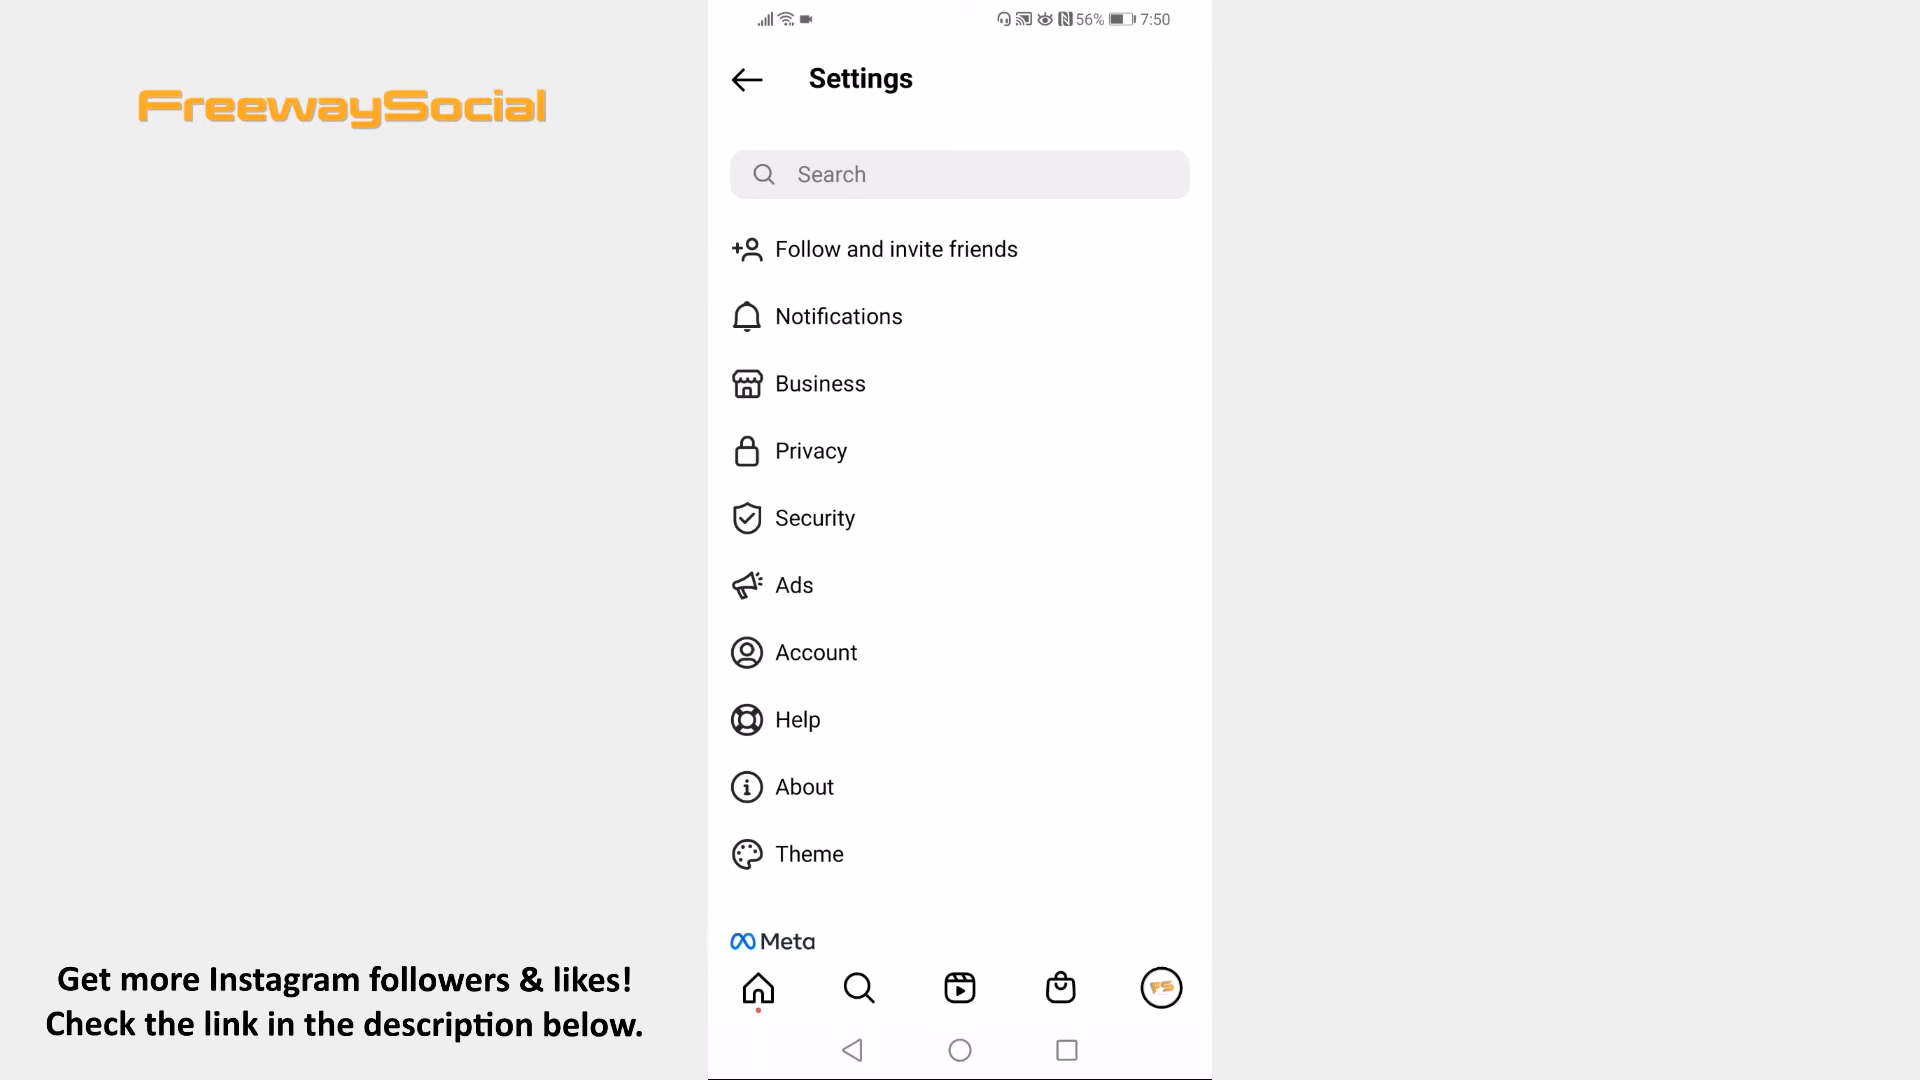 56% 7:50
Settings
FreewaySocial
Search
Follow and invite friends
Notifications
Business
Privacy
Security
Ads
Account
Help
About
Theme
Meta
Get more Instagram followers & likes!
Check the link in the description below.
FS